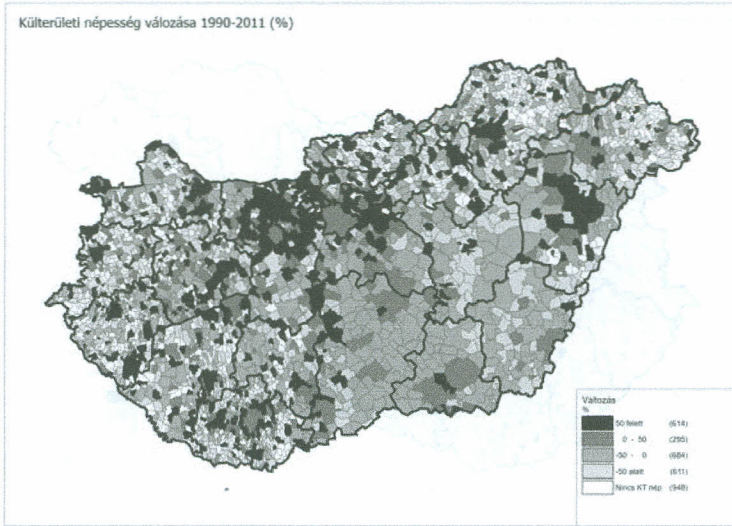 Külterületi népesség válozása 1990-2011 (%)
Változás
%
50 felett (614)
0 - 50 (295)
-50 - 0 (684)
-50 alatt (611)
Nincs KT nép (948)